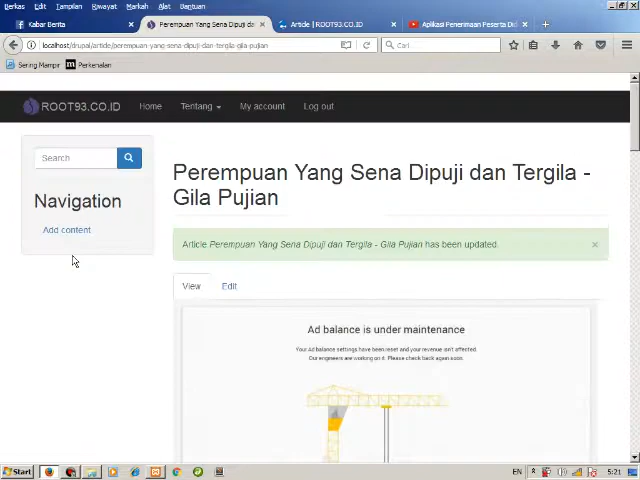 Berkas Edit Tampilan Riwayat Markah Alat Bantuan
Kabar Berita
Perempuan Yang Sena Dipuji da
Article | ROOT93.CO.ID
Aplikasi Penerimaan Peserta Did
localhost/drupal/article/perempuan-yang-sena-dipuji-dan-tergila-gila-pujian
Cari
Sering Mampir
Perkenalan
ROOT93.CO.ID Home Tentang My account Log out
Search
Navigation
Add content
Perempuan Yang Sena Dipuji dan Tergila -
Gila Pujian
Article Perempuan Yang Sena Dipuji dan Tergila - Gila Pujian has been updated.
×
View Edit
Ad balance is under maintenance
Your Ad balance settings have been reset and your revenue isn't affected.
Our engineers are working on it. Please check back again soon.
Start
EN
5:21